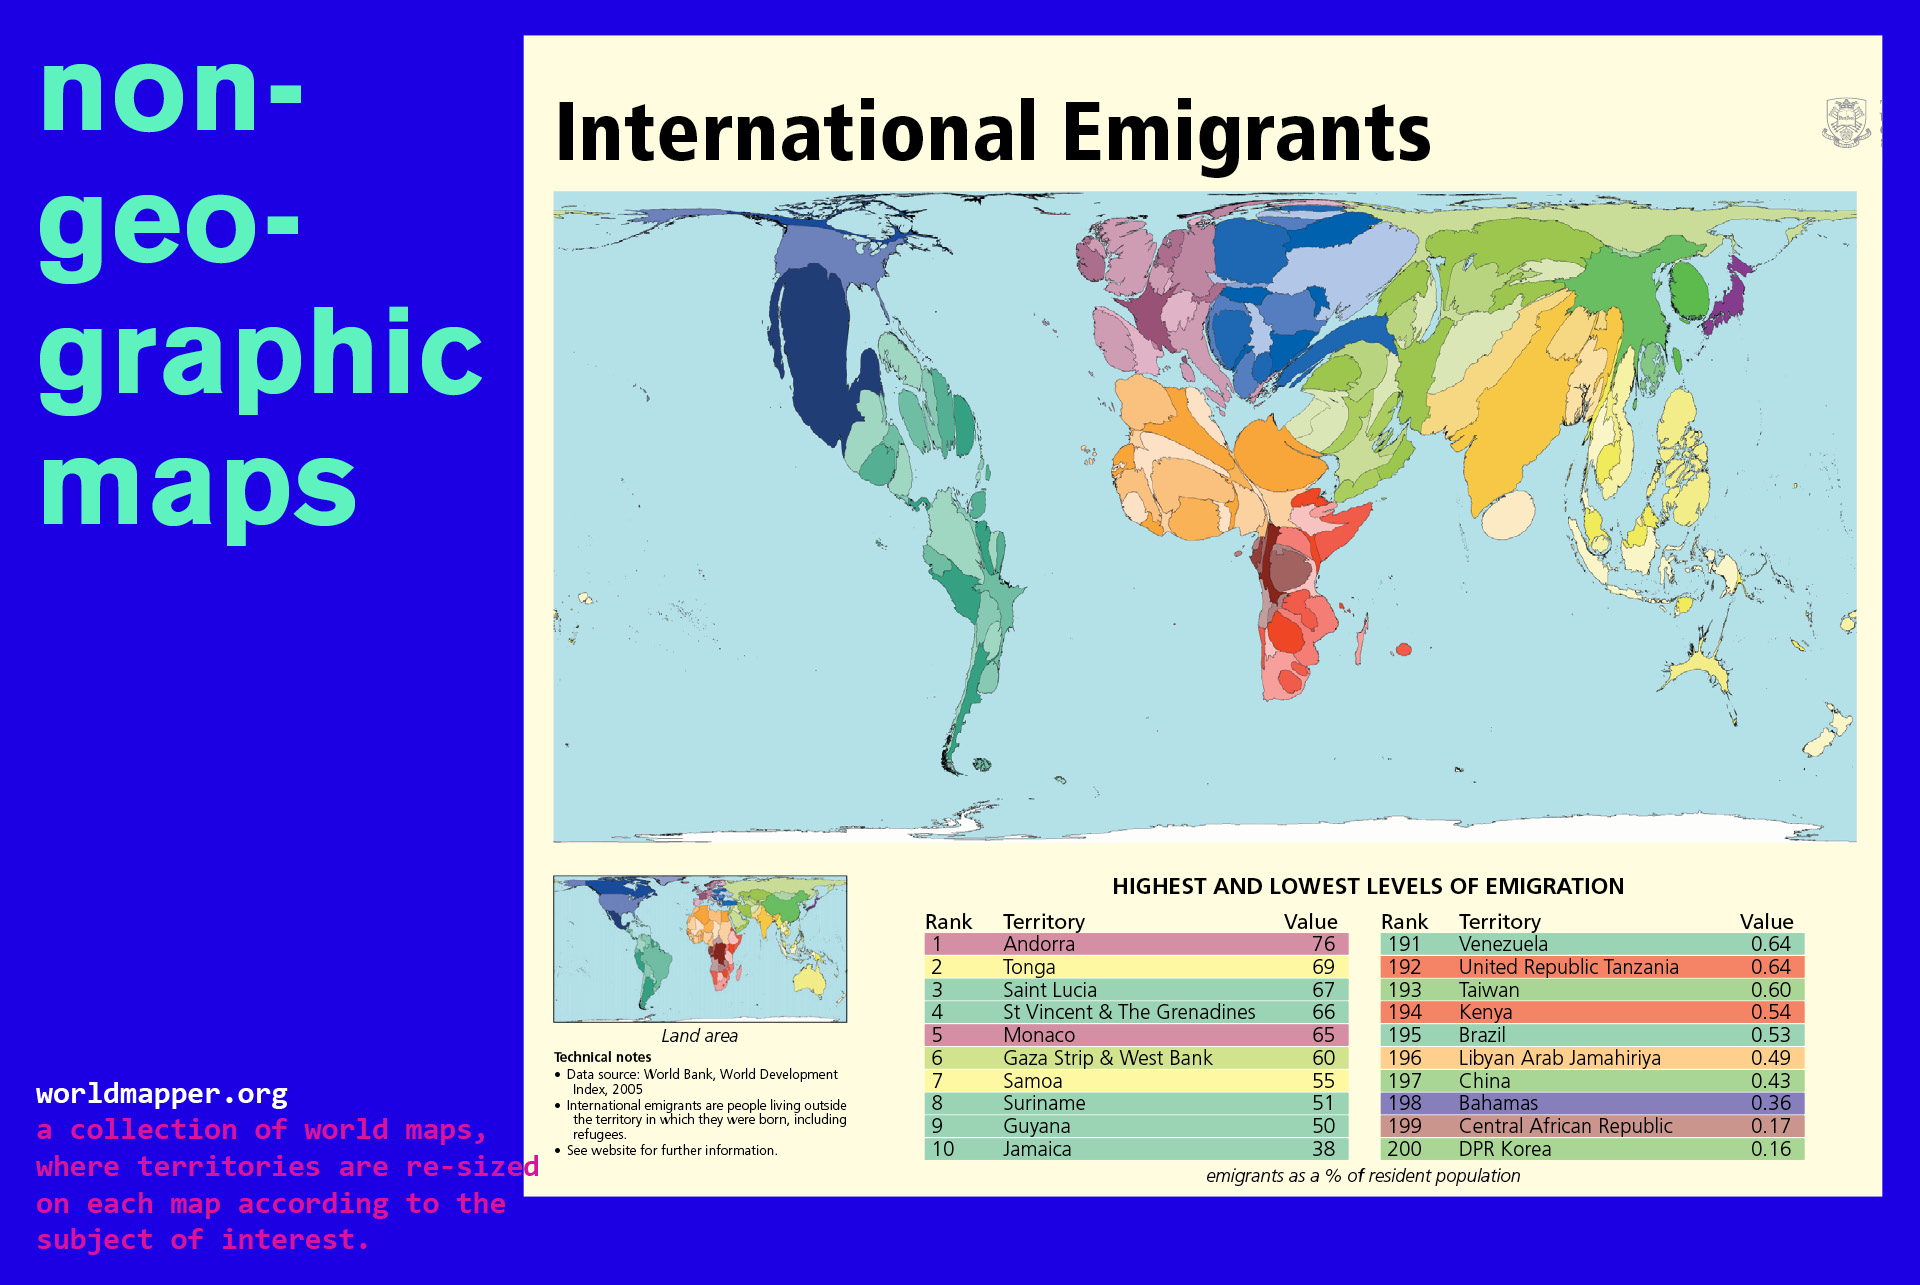 non-
geo-
graphic
maps
worldmapper.org
a collection of world maps,
where territories are re-sized
on each map according to the
subject of interest.
International Emigrants
Land area
Technical notes
• Data source: World Bank, World Development
Index, 2005
• International emigrants are people living outside
the territory in which they were born, including
refugees.
• See website for further information.
HIGHEST AND LOWEST LEVELS OF EMIGRATION
Rank Territory Value
1 Andorra 76
2 Tonga 69
3 Saint Lucia 67
4 St Vincent & The Grenadines 66
5 Monaco 65
6 Gaza Strip & West Bank 60
7 Samoa 55
8 Suriname 51
9 Guyana 50
10 Jamaica 38
Rank Territory Value
191 Venezuela 0.64
192 United Republic Tanzania 0.64
193 Taiwan 0.60
194 Kenya 0.54
195 Brazil 0.53
196 Libyan Arab Jamahiriya 0.49
197 China 0.43
198 Bahamas 0.36
199 Central African Republic 0.17
200 DPR Korea 0.16
emigrants as a % of resident population